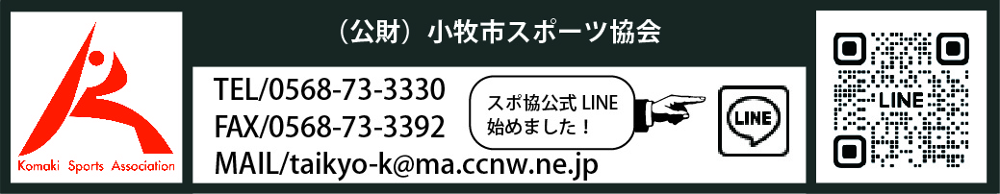 （公財）小牧市スポーツ協会
Komaki Sports Association
TEL/0568-73-3330
FAX/0568-73-3392
MAIL/taikyo-k@ma.ccnw.ne.jp
スポ協公式 LINE
始めました！
LINE
LINE